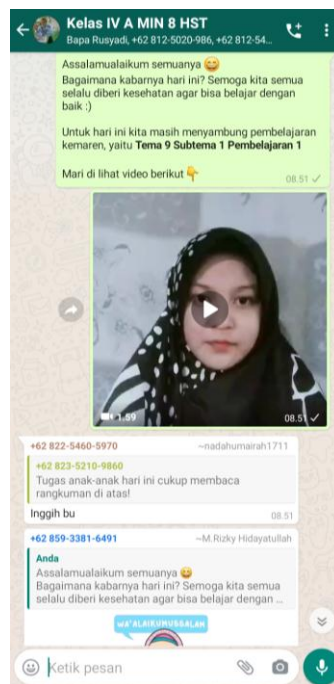 Kelas IV A MIN 8 HST
Bapa Rusyadi, +62 812-5020-986, +62 812-54...
Assalamualaikum semuanya 😄
Bagaimana kabarnya hari ini? Semoga kita semua
selalu diberi kesehatan agar bisa belajar dengan
baik :)
Untuk hari ini kita masih menyambung pembelajaran
kemaren, yaitu Tema 9 Subtema 1 Pembelajaran 1
Mari di lihat video berikut 👇
08.51
1:59
08.51
+62 822-5460-5970 ~nadahumairah1711
+62 823-5210-9860
Tugas anak-anak hari ini cukup membaca
rangkuman di atas!
Inggih bu
08.51
+62 859-3381-6491 ~M.Rizky Hidayatullah
Anda
Assalamualaikum semuanya 😄
Bagaimana kabarnya hari ini? Semoga kita semua
selalu diberi kesehatan agar bisa belajar dengan ...
WA'ALAIKUMUSSALAM
Ketik pesan